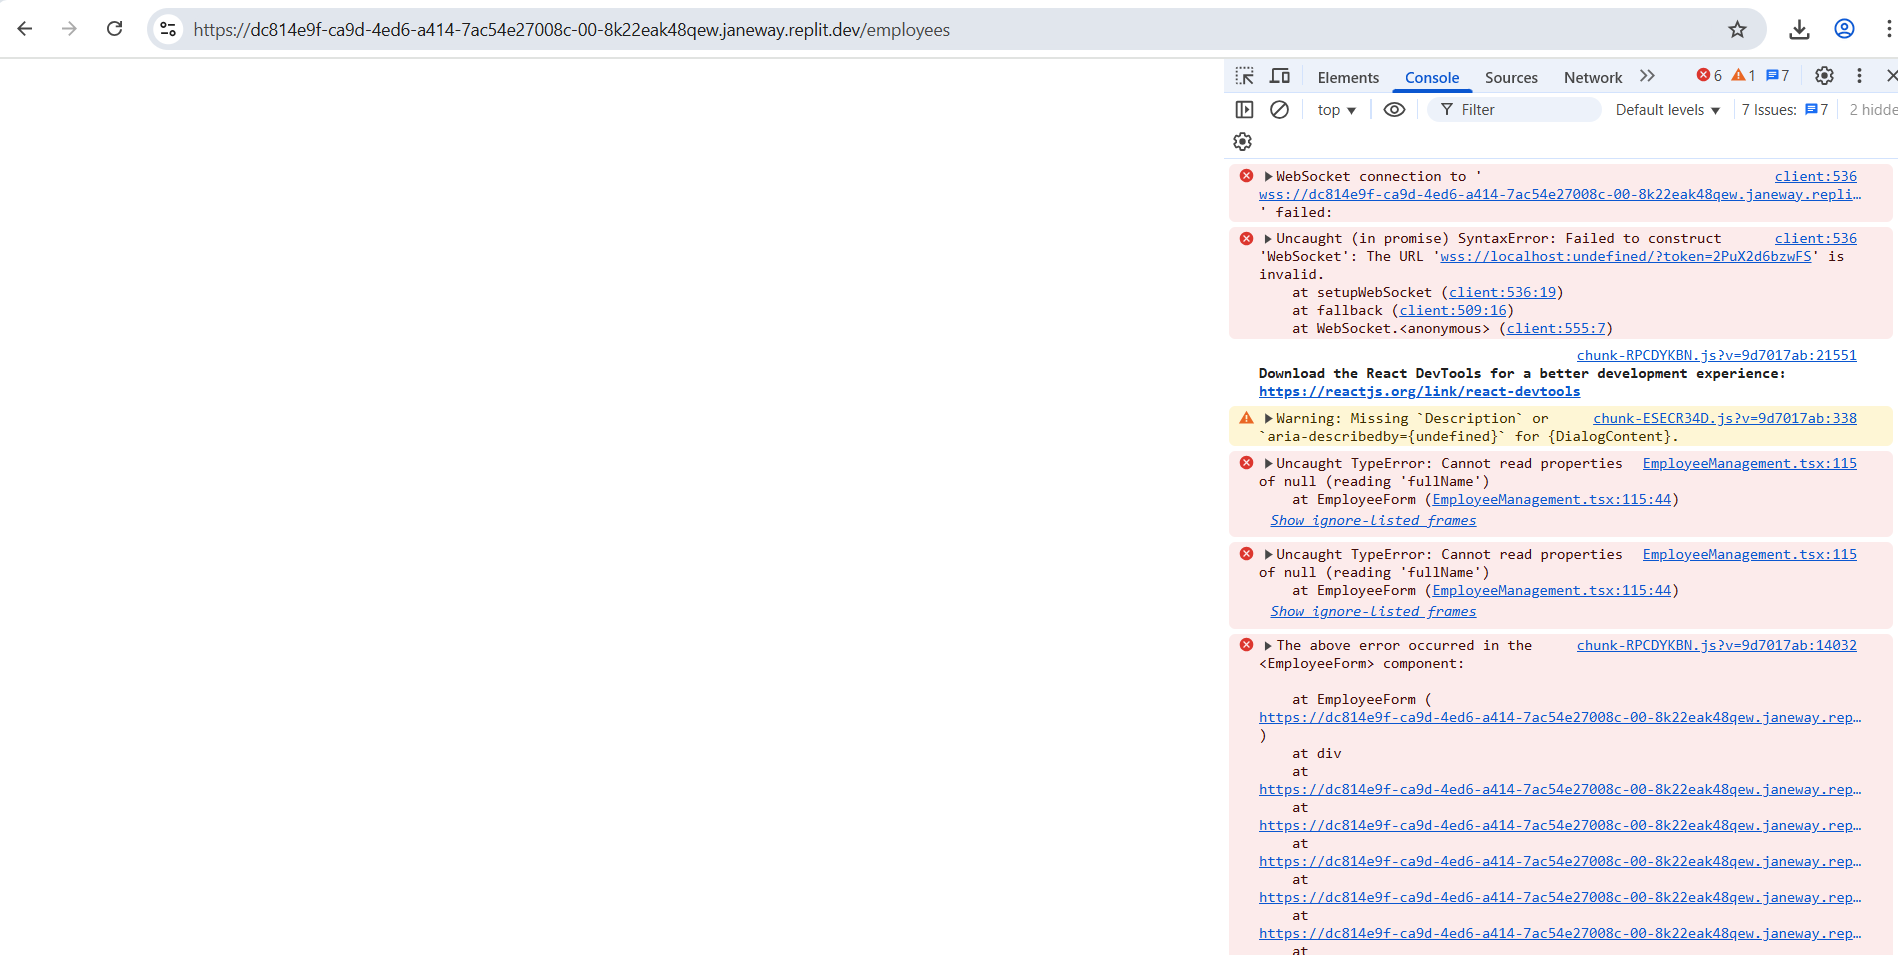 https://dc814e9f-ca9d-4ed6-a414-7ac54e27008c-00-8k22eak48qew.janeway.replit.dev/employees
Elements Console Sources Network 6 1 7
top Filter Default levels 7 Issues: 7 2 hidde
WebSocket connection to ' client:536
wss://dc814e9f-ca9d-4ed6-a414-7ac54e27008c-00-8k22eak48qew.janeway.repli…
' failed:
Uncaught (in promise) SyntaxError: Failed to construct client:536
'WebSocket': The URL 'wss://localhost:undefined/?token=2PuX2d6bzwFS' is
invalid.
at setupWebSocket (client:536:19)
at fallback (client:509:16)
at WebSocket.<anonymous> (client:555:7)
chunk-RPCDYKBN.js?v=9d7017ab:21551
Download the React DevTools for a better development experience:
https://reactjs.org/link/react-devtools
Warning: Missing `Description` or chunk-ESECR34D.js?v=9d7017ab:338
`aria-describedby={undefined}` for {DialogContent}.
Uncaught TypeError: Cannot read properties EmployeeManagement.tsx:115
of null (reading 'fullName')
at EmployeeForm (EmployeeManagement.tsx:115:44)
Show ignore-listed frames
Uncaught TypeError: Cannot read properties EmployeeManagement.tsx:115
of null (reading 'fullName')
at EmployeeForm (EmployeeManagement.tsx:115:44)
Show ignore-listed frames
The above error occurred in the chunk-RPCDYKBN.js?v=9d7017ab:14032
<EmployeeForm> component:
at EmployeeForm (
https://dc814e9f-ca9d-4ed6-a414-7ac54e27008c-00-8k22eak48qew.janeway.rep…
)
at div
at
https://dc814e9f-ca9d-4ed6-a414-7ac54e27008c-00-8k22eak48qew.janeway.rep…
at
https://dc814e9f-ca9d-4ed6-a414-7ac54e27008c-00-8k22eak48qew.janeway.rep…
at
https://dc814e9f-ca9d-4ed6-a414-7ac54e27008c-00-8k22eak48qew.janeway.rep…
at
https://dc814e9f-ca9d-4ed6-a414-7ac54e27008c-00-8k22eak48qew.janeway.rep…
at
https://dc814e9f-ca9d-4ed6-a414-7ac54e27008c-00-8k22eak48qew.janeway.rep…
at